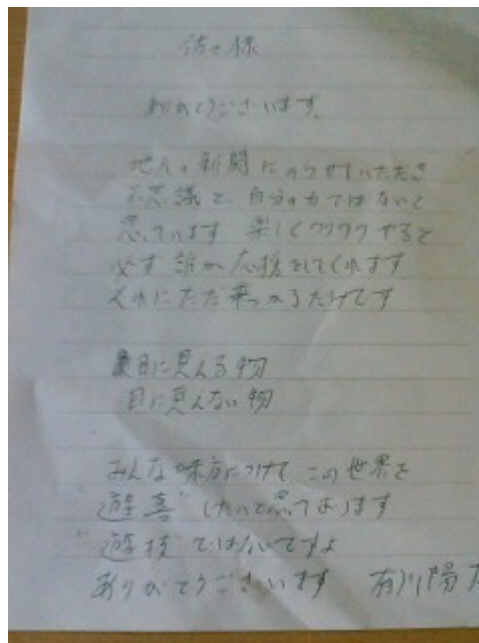 佐々様
ありがとうございます。
地元の新聞にのせていただき
不思議と自分の力ではないと
思っています 楽しくワクワクすると
必ず誰か応援をしてくれます
それにただ乗っかるだけです
目に見える物
目に見えない物
みんな味方につけてこの世界を
"遊喜"したいと思っております
"遊技"ではないですよ
ありがとうございます 有川陽